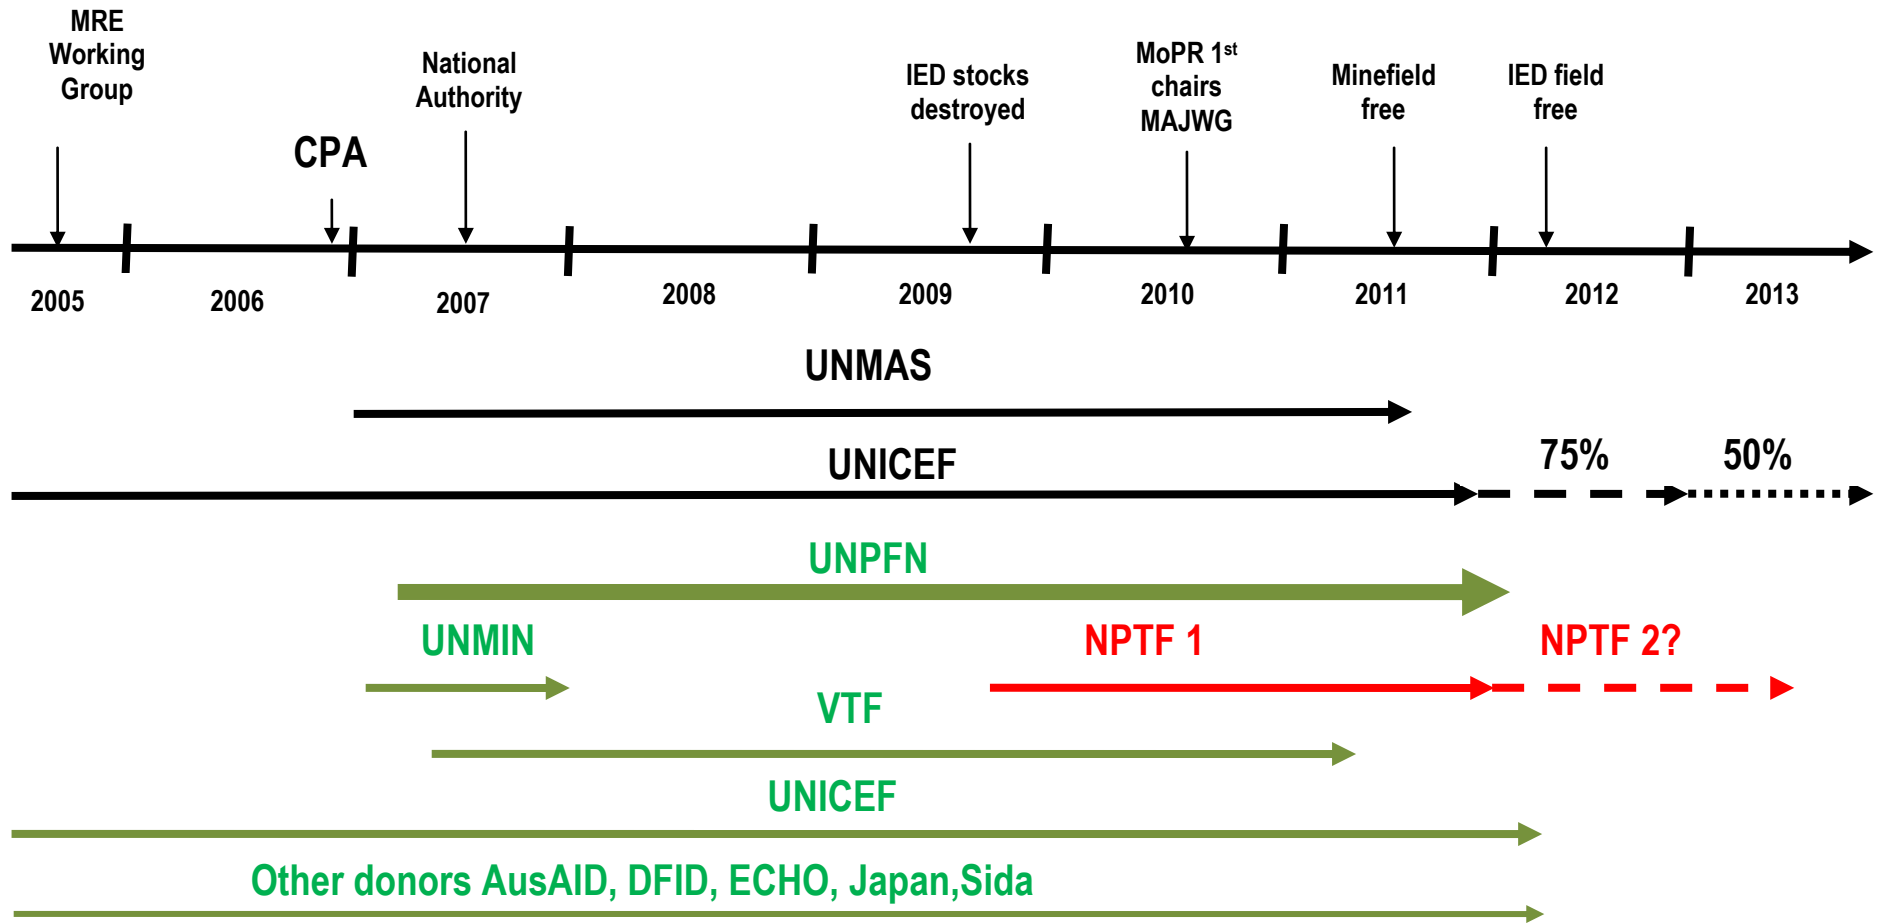 MRE
Working
Group
CPA
National
Authority
IED stocks
destroyed
MoPR 1st
chairs
MAJWG
Minefield
free
IED field
free
2005
2006
2007
2008
2009
2010
2011
2012
2013
UNMAS
UNICEF
75%
50%
UNPFN
UNMIN
NPTF 1
NPTF 2?
VTF
UNICEF
Other donors AusAID, DFID, ECHO, Japan,Sida